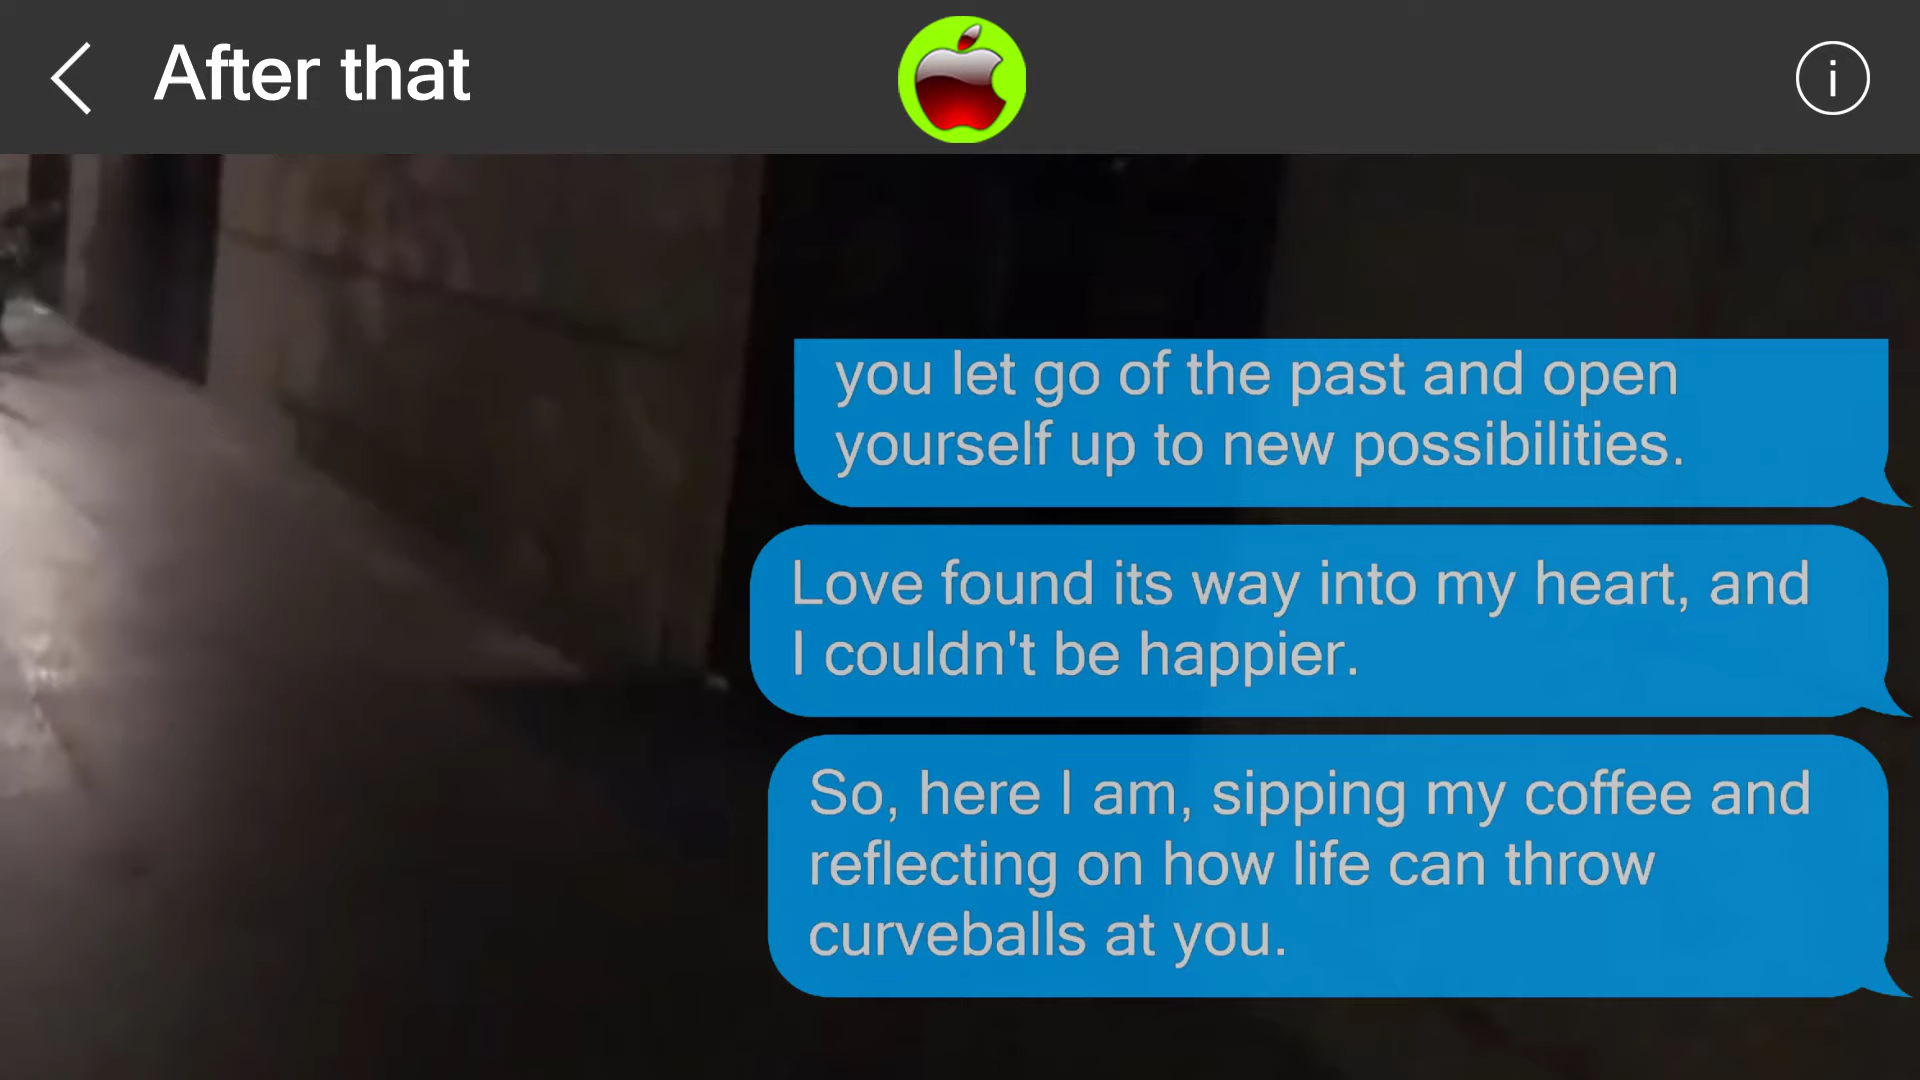 After that
i
you let go of the past and open
yourself up to new possibilities.
Love found its way into my heart, and
I couldn't be happier.
So, here I am, sipping my coffee and
reflecting on how life can throw
curveballs at you.